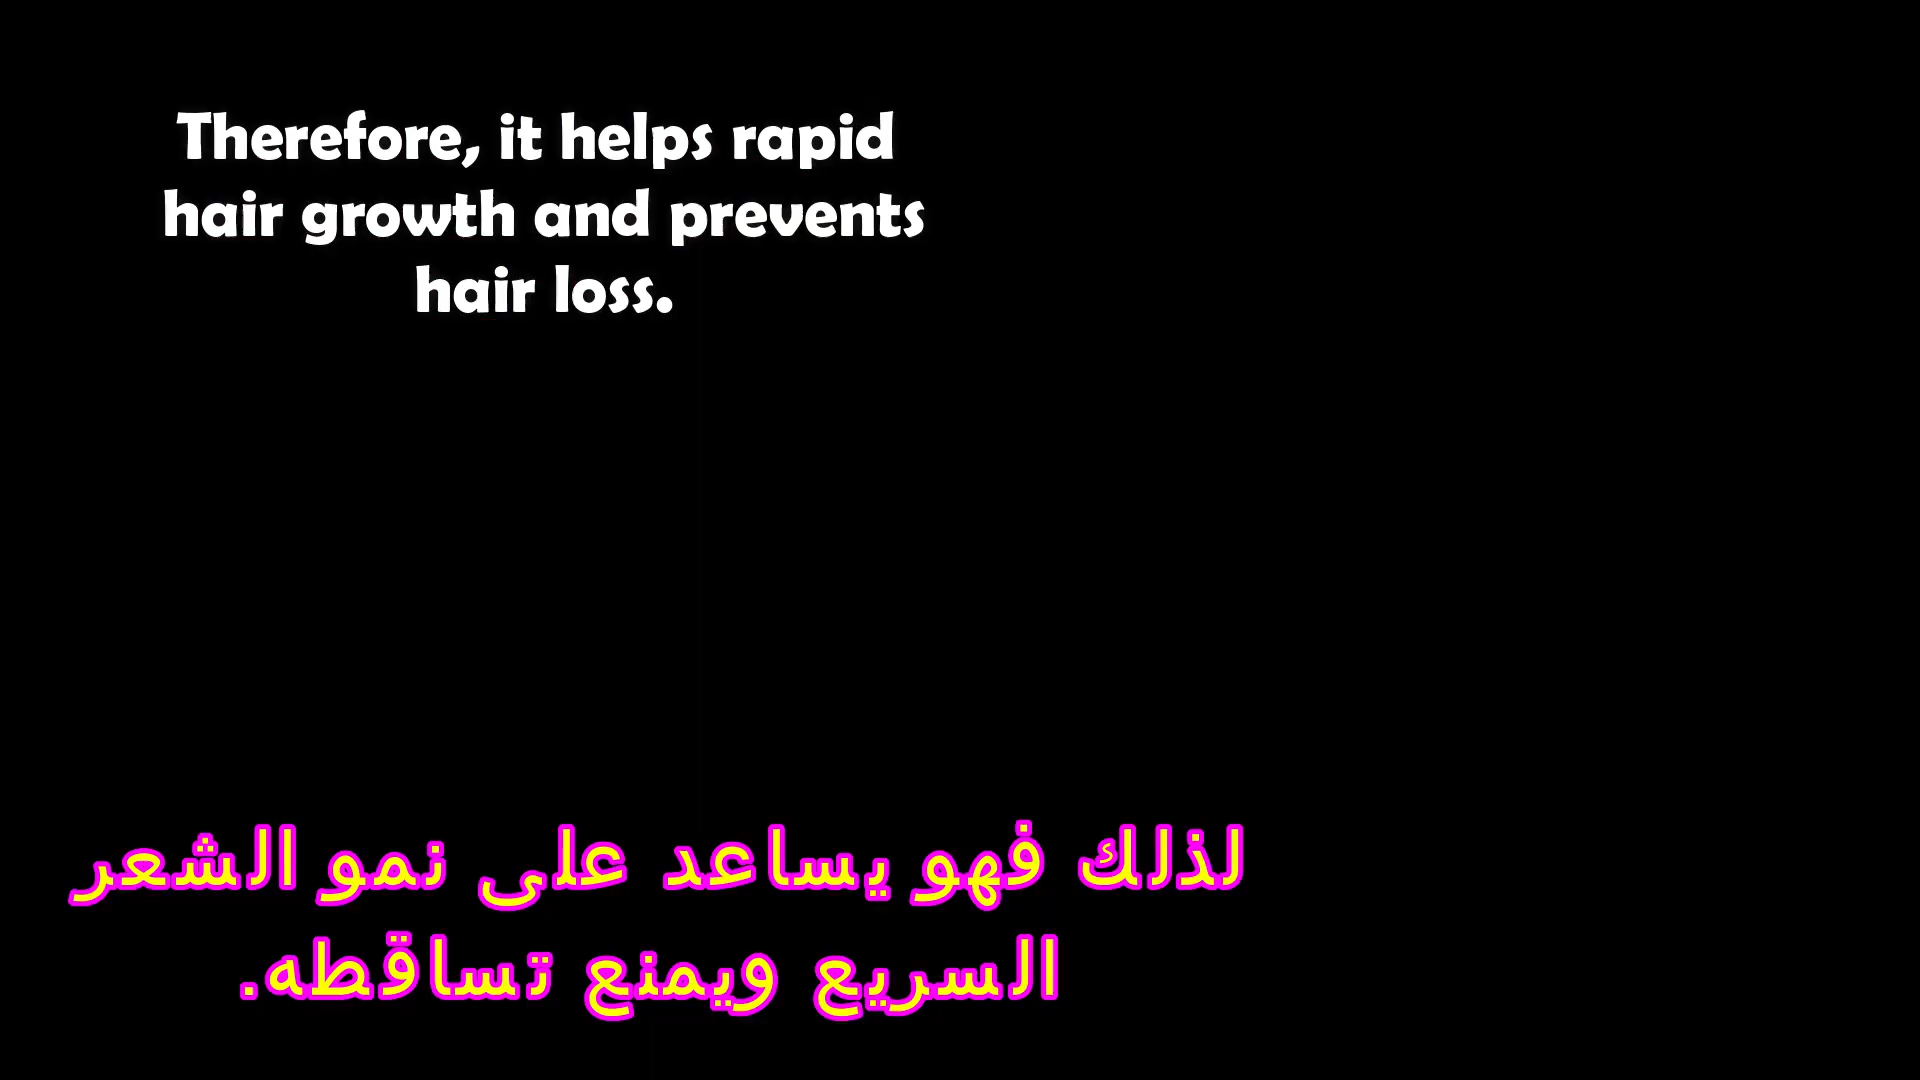 Therefore, it helps rapid
hair growth and prevents
hair loss.
لذلك فهو يساعد على نمو الشعر
السريع ويمنع تساقطه.